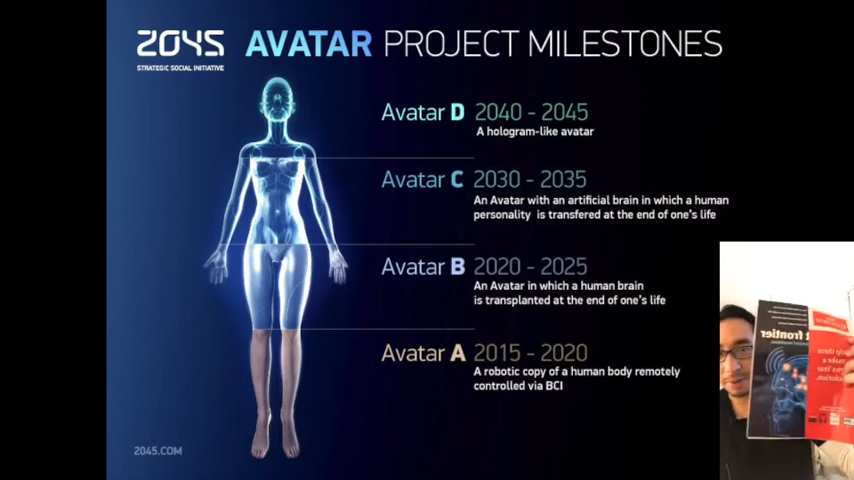 2045
STRATEGIC SOCIAL INITIATIVE
AVATAR PROJECT MILESTONES
Avatar D 2040 - 2045
A hologram-like avatar
Avatar C 2030 - 2035
An Avatar with an artificial brain in which a human
personality is transfered at the end of one's life
Avatar B 2020 - 2025
An Avatar in which a human brain
is transplanted at the end of one's life
Avatar A 2015 - 2020
A robotic copy of a human body remotely
controlled via BCI
2045.COM
frontier
make a